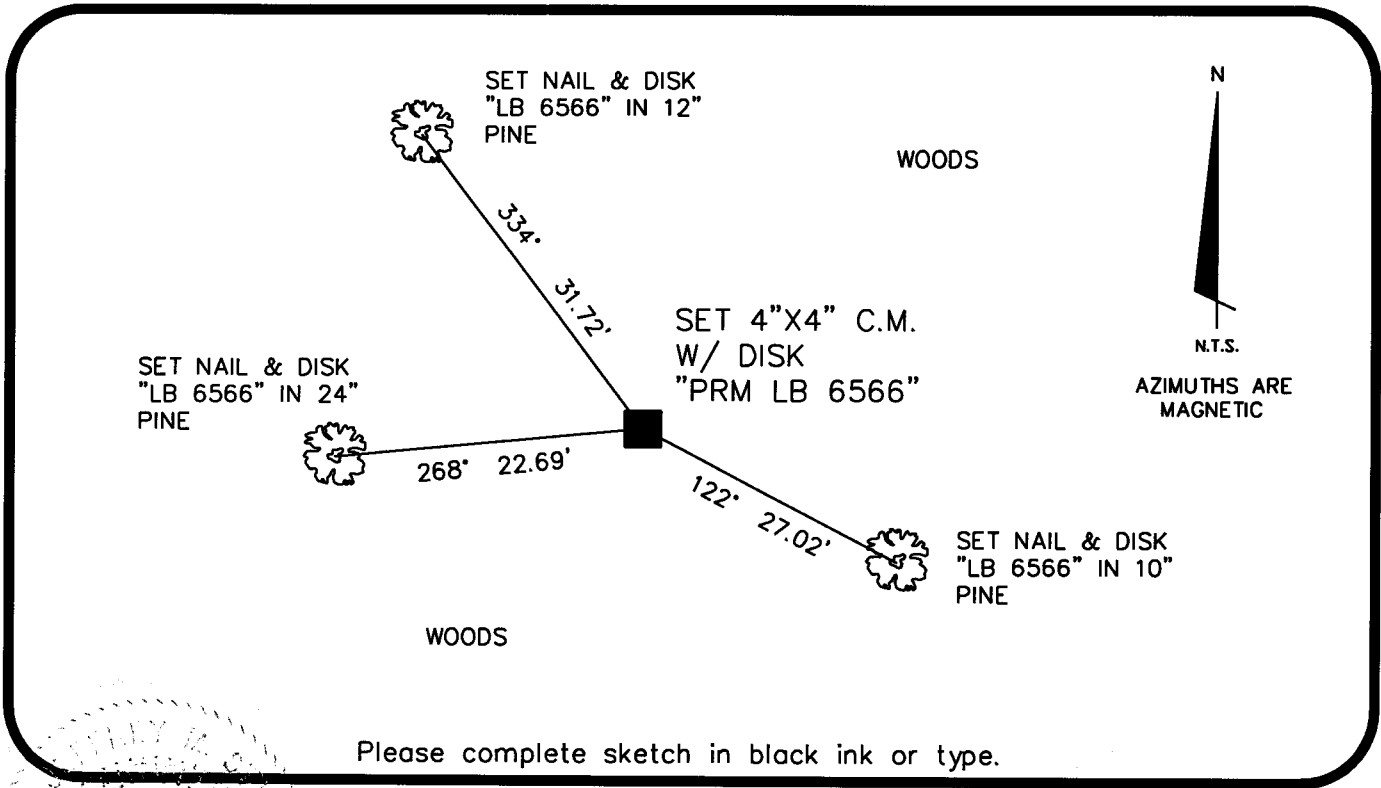 SET NAIL & DISK
"LB 6566" IN 12"
PINE
N
WOODS
334°
31.72'
SET 4"X4" C.M.
W/ DISK
"PRM LB 6566"
N.T.S.
AZIMUTHS ARE
MAGNETIC
SET NAIL & DISK
"LB 6566" IN 24"
PINE
268° 22.69'
122° 27.02'
SET NAIL & DISK
"LB 6566" IN 10"
PINE
WOODS
Please complete sketch in black ink or type.